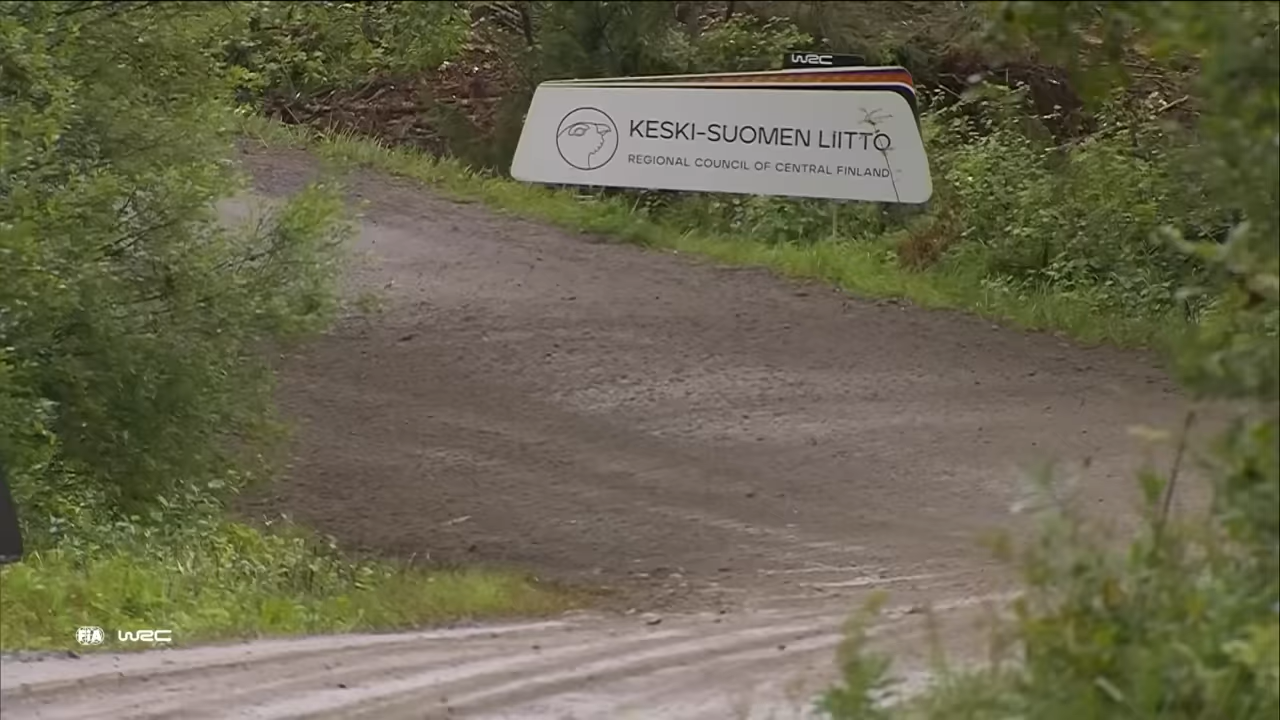 WRC
KESKI-SUOMEN LIITTO
REGIONAL COUNCIL OF CENTRAL FINLAND
FIA WRC